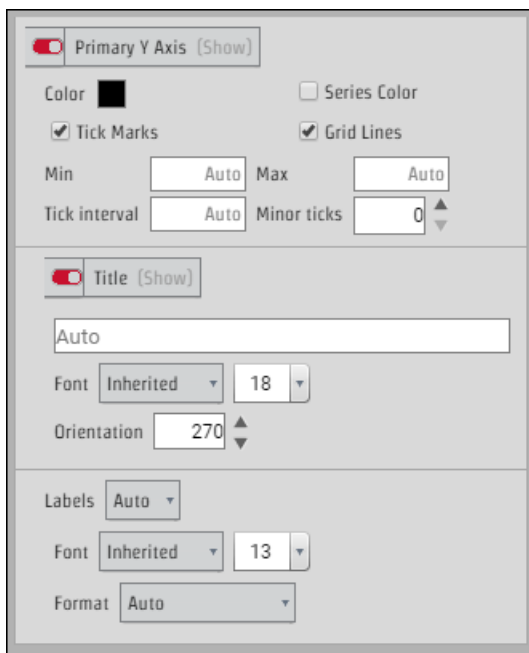 Primary Y Axis (Show)
Color Series Color
Tick Marks Grid Lines
Min Auto Max Auto
Tick interval Auto Minor ticks 0
Title (Show)
Auto
Font Inherited 18
Orientation 270
Labels Auto
Font Inherited 13
Format Auto